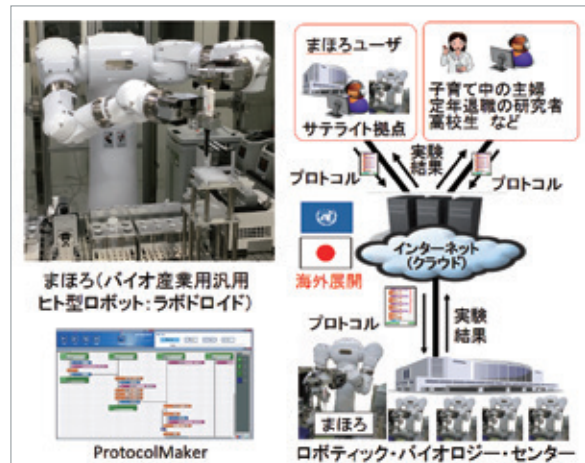 まほろ(バイオ産業用汎用
ヒト型ロボット:ラボドロイド)
ProtocolMaker
まほろユーザ
サテライト拠点
子育て中の主婦
定年退職の研究者
高校生 など
プロトコル
実験
結果
プロトコル
インターネット
(クラウド)
海外展開
プロトコル
実験
結果
まほろ
ロボティック・バイオロジー・センター